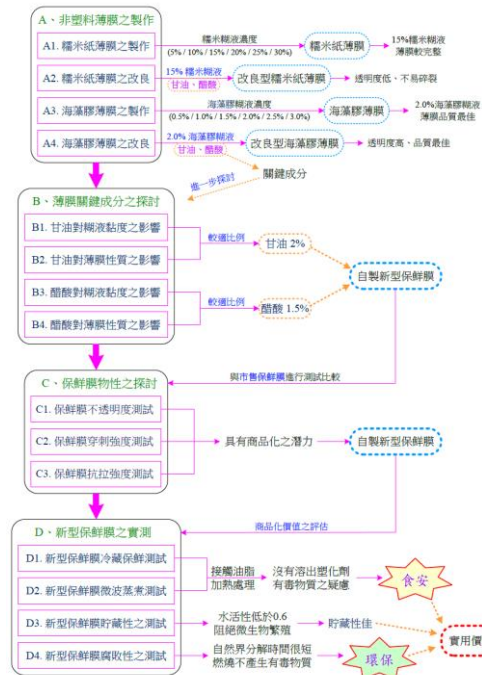 A、非塑料薄膜之製作
A1. 糯米紙薄膜之製作
糯米糊液濃度
(5% / 10% / 15% / 20% / 25% / 30%)
糯米紙薄膜
15%糯米糊液
薄膜較完整
A2. 糯米紙薄膜之改良
15% 糯米糊液
甘油、醋酸
改良型糯米紙薄膜
透明度低、不易碎裂
A3. 海藻膠薄膜之製作
海藻膠糊液濃度
(0.5% / 1.0% / 1.5% / 2.0% / 2.5% / 3.0%)
海藻膠薄膜
2.0%海藻膠糊液
薄膜品質最佳
A4. 海藻膠薄膜之改良
2.0% 海藻膠糊液
甘油、醋酸
改良型海藻膠薄膜
透明度高、品質最佳
進一步探討
關鍵成分
B、薄膜關鍵成分之探討
B1. 甘油對糊液黏度之影響
B2. 甘油對薄膜性質之影響
B3. 醋酸對糊液黏度之影響
B4. 醋酸對薄膜性質之影響
較適比例
甘油 2%
較適比例
醋酸 1.5%
自製新型保鮮膜
與市售保鮮膜進行測試比較
C、保鮮膜物性之探討
C1. 保鮮膜不透明度測試
C2. 保鮮膜穿刺強度測試
C3. 保鮮膜抗拉強度測試
具有商品化之潛力
自製新型保鮮膜
商品化價值之評估
D、新型保鮮膜之實測
D1. 新型保鮮膜冷藏保鮮測試
D2. 新型保鮮膜微波蒸煮測試
D3. 新型保鮮膜貯藏性之測試
D4. 新型保鮮膜腐敗性之測試
接觸油脂
加熱處理
沒有溶出塑化劑
有毒物質之疑慮
食安
水活性低於0.6
阻絕微生物繁殖
貯藏性佳
自然界分解時間很短
燃燒不產生有毒物質
環保
實用價